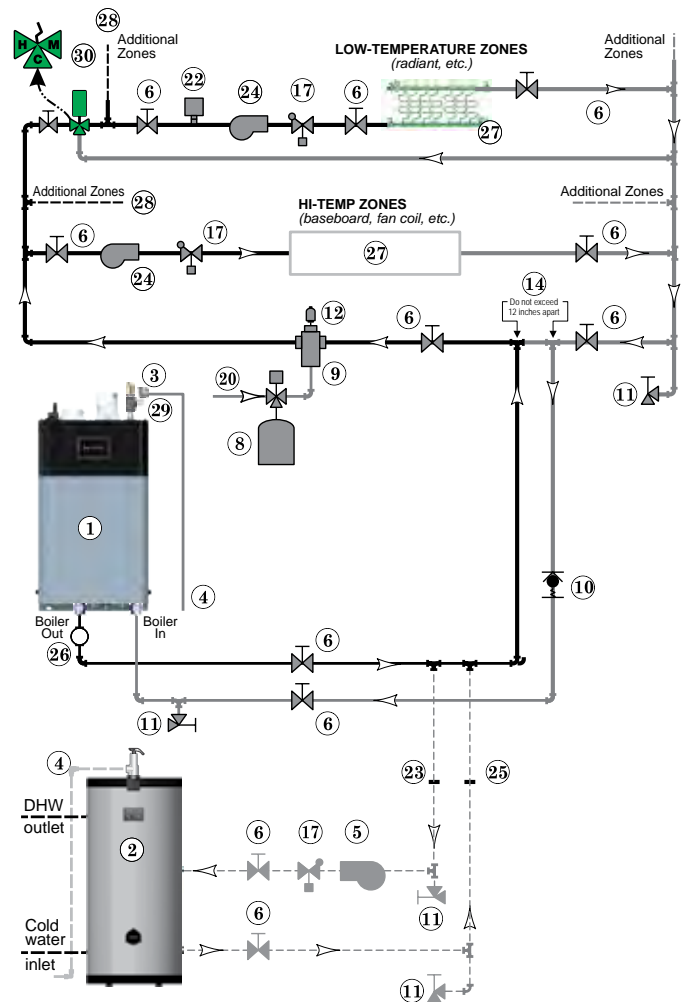 28
Additional
Zones
H M
C
30
6
22
24
17
6
LOW-TEMPERATURE ZONES
(radiant, etc.)
27
6
Additional
Zones
Additional Zones
28
HI-TEMP ZONES
(baseboard, fan coil, etc.)
Additional Zones
6
24
17
27
6
14
Do not exceed
12 inches apart
12
6
6
9
20
8
11
3
29
1
4
10
Boiler
Out
Boiler
In
26
6
11
6
4
DHW
outlet
2
23
25
6
17
5
11
Cold
water
inlet
6
11